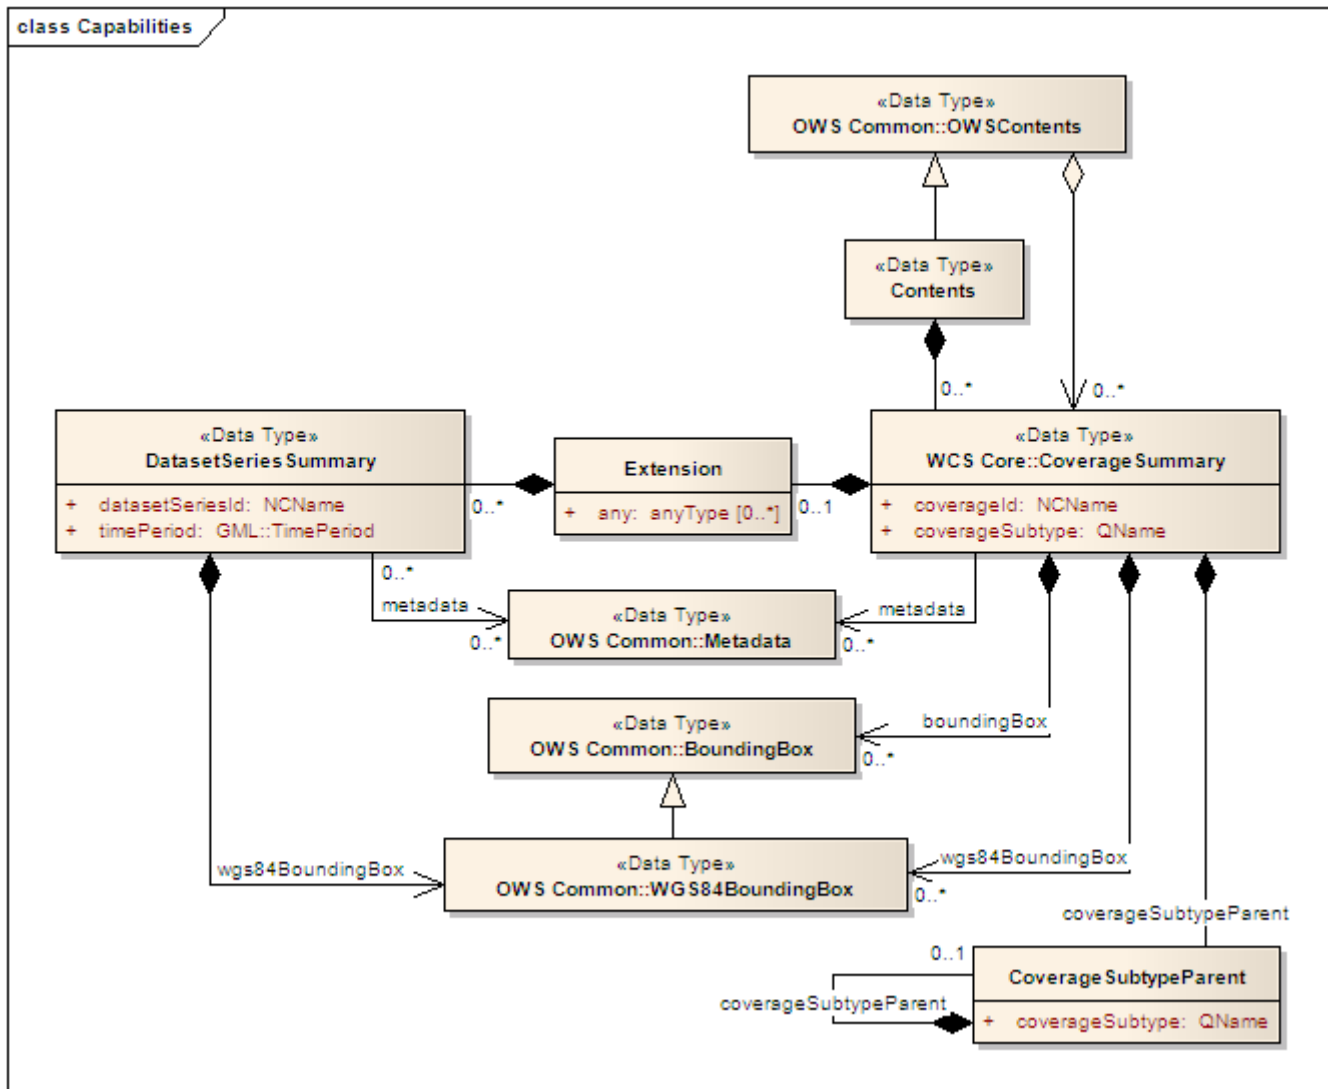 class Capabilities
«Data Type»
OWS Common::OWSContents
«Data Type»
Contents
0..*
0..*
«Data Type»
DatasetSeriesSummary
+ datasetSeriesId: NCName
+ timePeriod: GML::TimePeriod
0..*
Extension
+ any: anyType [0..*]
0..1
«Data Type»
WCS Core::CoverageSummary
+ coverageId: NCName
+ coverageSubtype: QName
0..*
metadata
0..*
«Data Type»
OWS Common::Metadata
metadata
0..*
«Data Type»
OWS Common::BoundingBox
boundingBox
0..*
wgs84BoundingBox
«Data Type»
OWS Common::WGS84BoundingBox
wgs84BoundingBox
0..*
coverageSubtypeParent
0..1
coverageSubtypeParent
CoverageSubtypeParent
+ coverageSubtype: QName